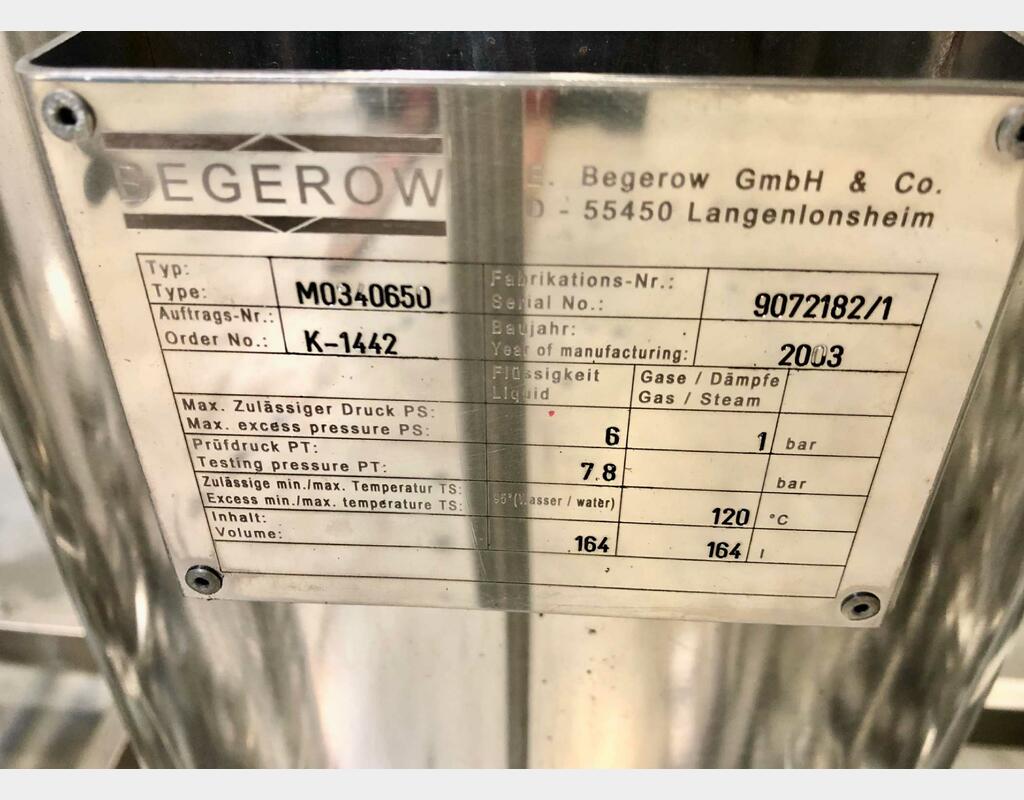 BEGEROW
E. Begerow GmbH & Co.
D - 55450 Langenlonsheim
Typ:
Type: M0340650
Fabrikations-Nr.:
Serial No.: 9072182/1
Auftrags-Nr.:
Order No.: K-1442
Baujahr:
Year of manufacturing: 2003
Flüssigkeit
Liquid
Gase / Dämpfe
Gas / Steam
Max. Zulässiger Druck PS:
Max. excess pressure PS: 6 1 bar
Prüfdruck PT:
Testing pressure PT: 7.8 bar
Zulässige min./max. Temperatur TS:
Excess min./max. temperature TS: 95°(Wasser / water) 120 °C
Inhalt:
Volume: 164 164 l